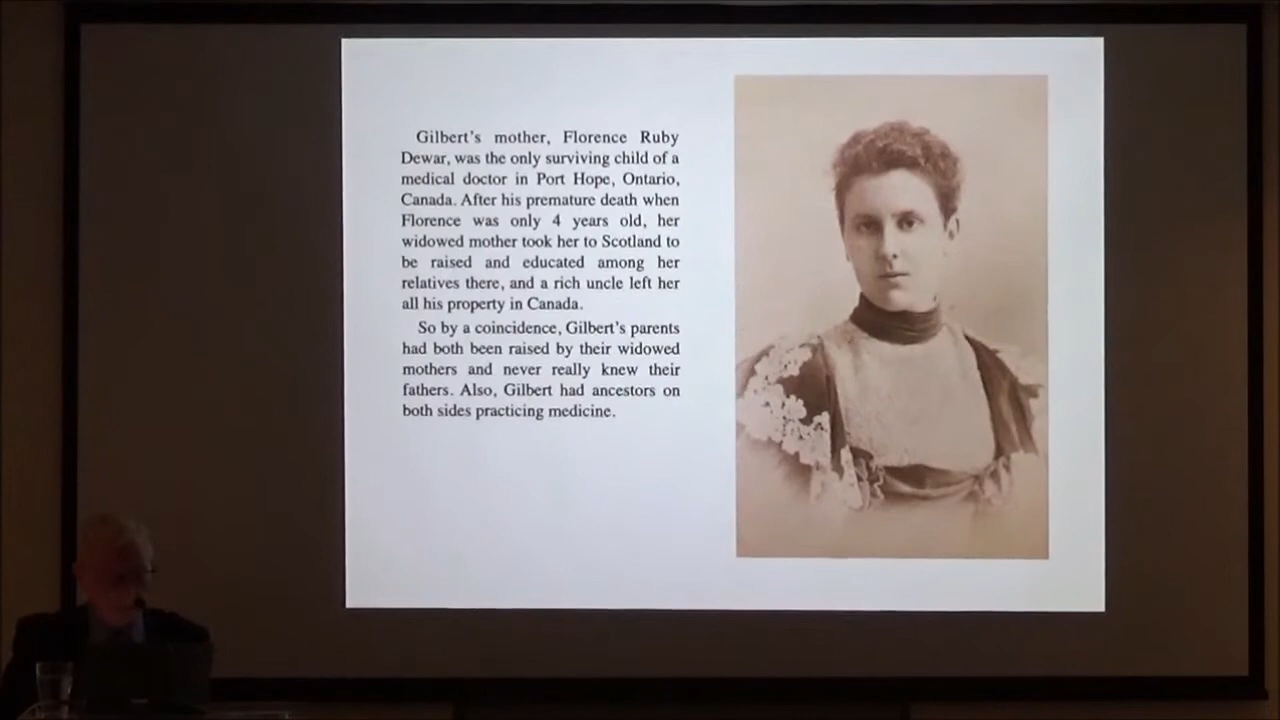 Gilbert's mother, Florence Ruby
Dewar, was the only surviving child of a
medical doctor in Port Hope, Ontario,
Canada. After his premature death when
Florence was only 4 years old, her
widowed mother took her to Scotland to
be raised and educated among her
relatives there, and a rich uncle left her
all his property in Canada.
So by a coincidence, Gilbert's parents
had both been raised by their widowed
mothers and never really knew their
fathers. Also, Gilbert had ancestors on
both sides practicing medicine.